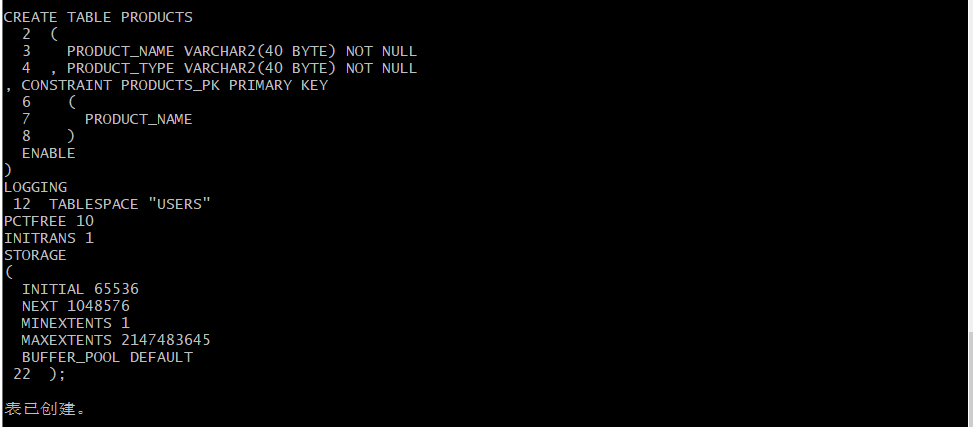 CREATE TABLE PRODUCTS
  2  (
  3    PRODUCT_NAME VARCHAR2(40 BYTE) NOT NULL
  4  , PRODUCT_TYPE VARCHAR2(40 BYTE) NOT NULL
, CONSTRAINT PRODUCTS_PK PRIMARY KEY
  6    (
  7      PRODUCT_NAME
  8    )
  ENABLE
)
LOGGING
 12  TABLESPACE "USERS"
PCTFREE 10
INITRANS 1
STORAGE
(
  INITIAL 65536
  NEXT 1048576
  MINEXTENTS 1
  MAXEXTENTS 2147483645
  BUFFER_POOL DEFAULT
 22  );
表已创建。